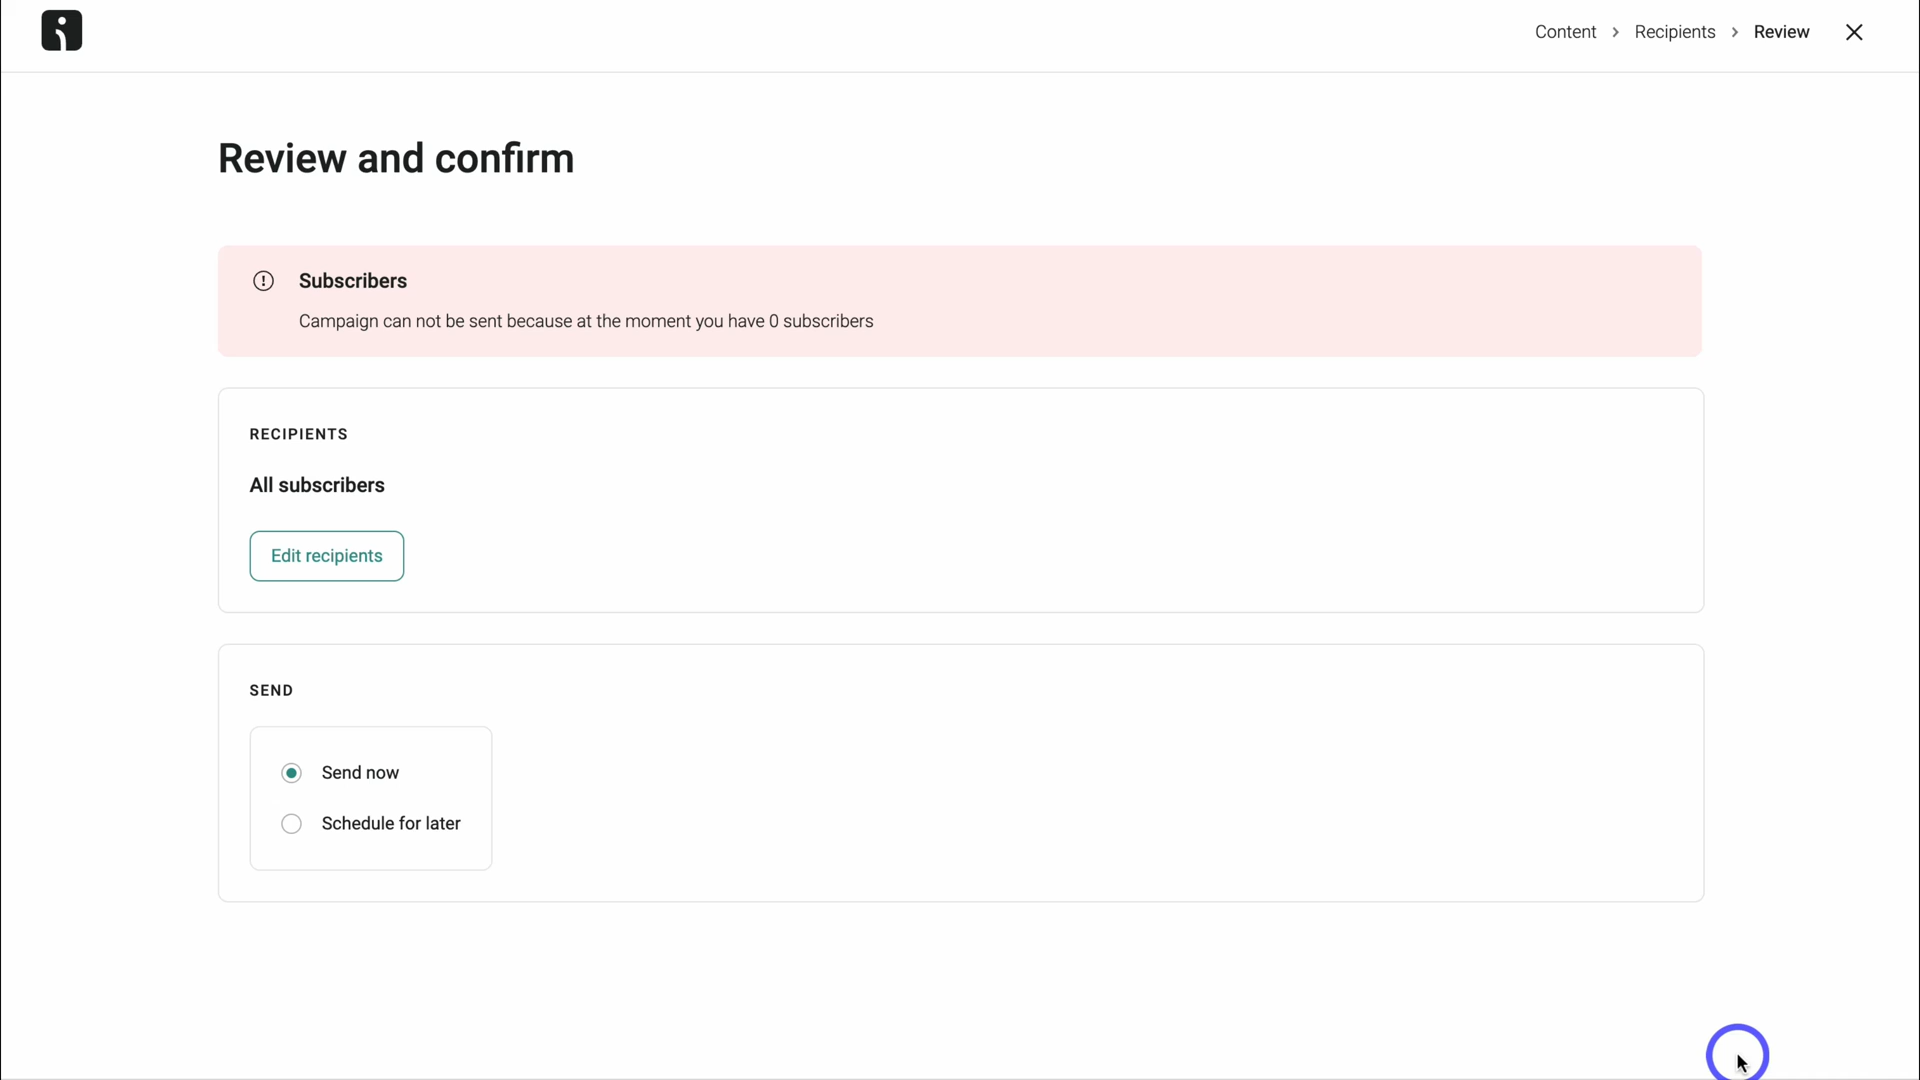 Content > Recipients > Review
Review and confirm
Subscribers
Campaign can not be sent because at the moment you have 0 subscribers
RECIPIENTS
All subscribers
Edit recipients
SEND
Send now
Schedule for later